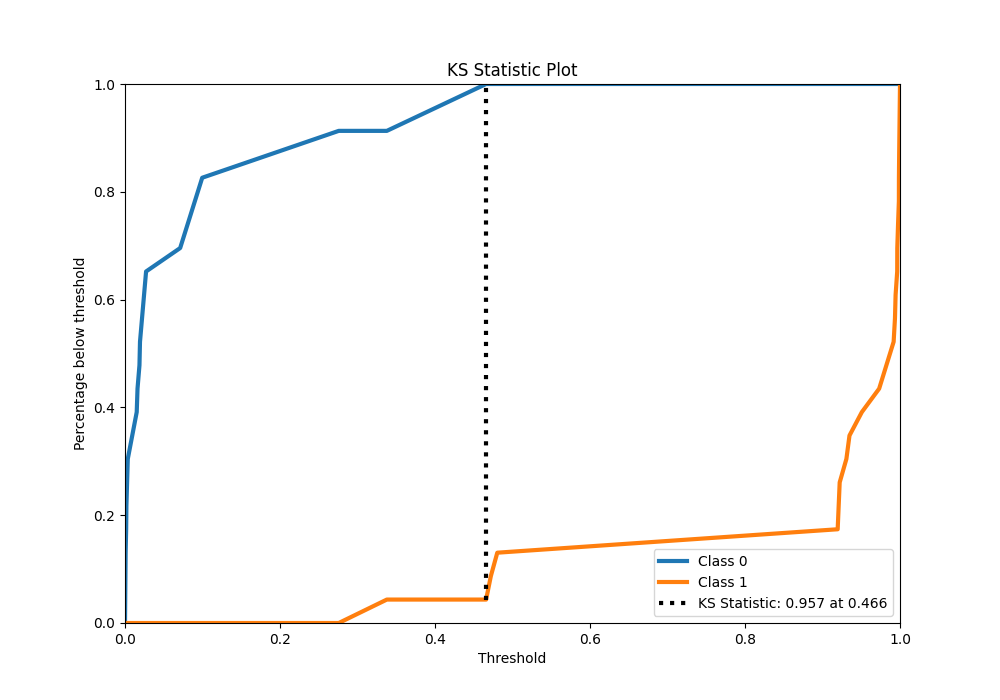 KS Statistic Plot
1.0
0.8
0.6
0.4
0.2
0.0
Percentage below threshold
0.0 0.2 0.4 0.6 0.8 1.0
Threshold
Class 0
Class 1
KS Statistic: 0.957 at 0.466